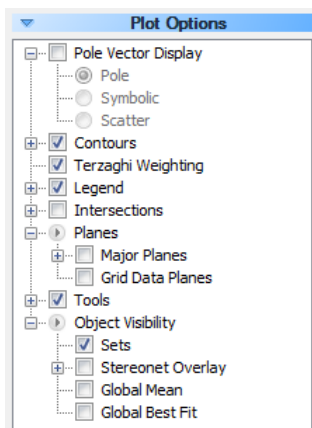 Plot Options
Pole Vector Display
Pole
Symbolic
Scatter
Contours
Terzaghi Weighting
Legend
Intersections
Planes
Major Planes
Grid Data Planes
Tools
Object Visibility
Sets
Stereonet Overlay
Global Mean
Global Best Fit